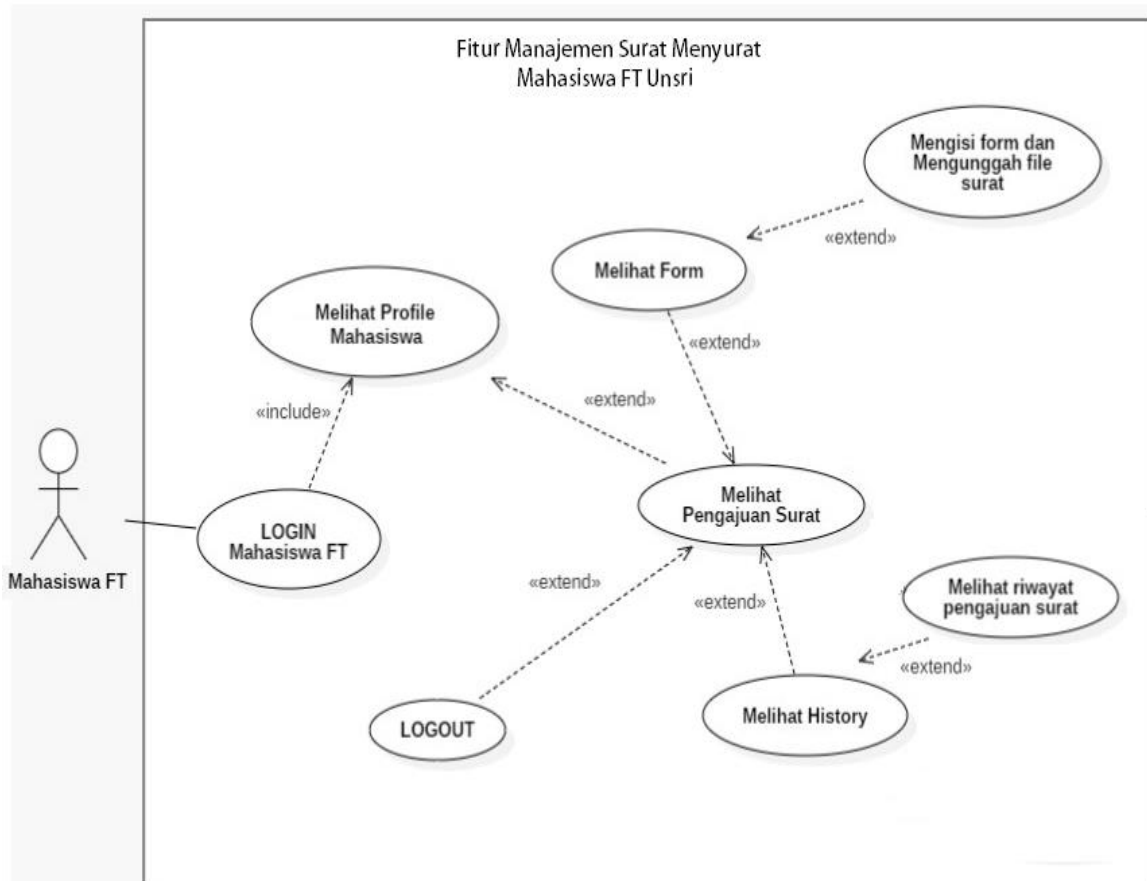 Fitur Manajemen Surat Menyurat
Mahasiswa FT Unsri
Mengisi form dan
Mengunggah file
surat
«extend»
Melihat Form
«extend»
Melihat Profile
Mahasiswa
«extend»
«include»
Melihat
Pengajuan Surat
LOGIN
Mahasiswa FT
Mahasiswa FT
«extend»
«extend»
Melihat riwayat
pengajuan surat
«extend»
LOGOUT
Melihat History